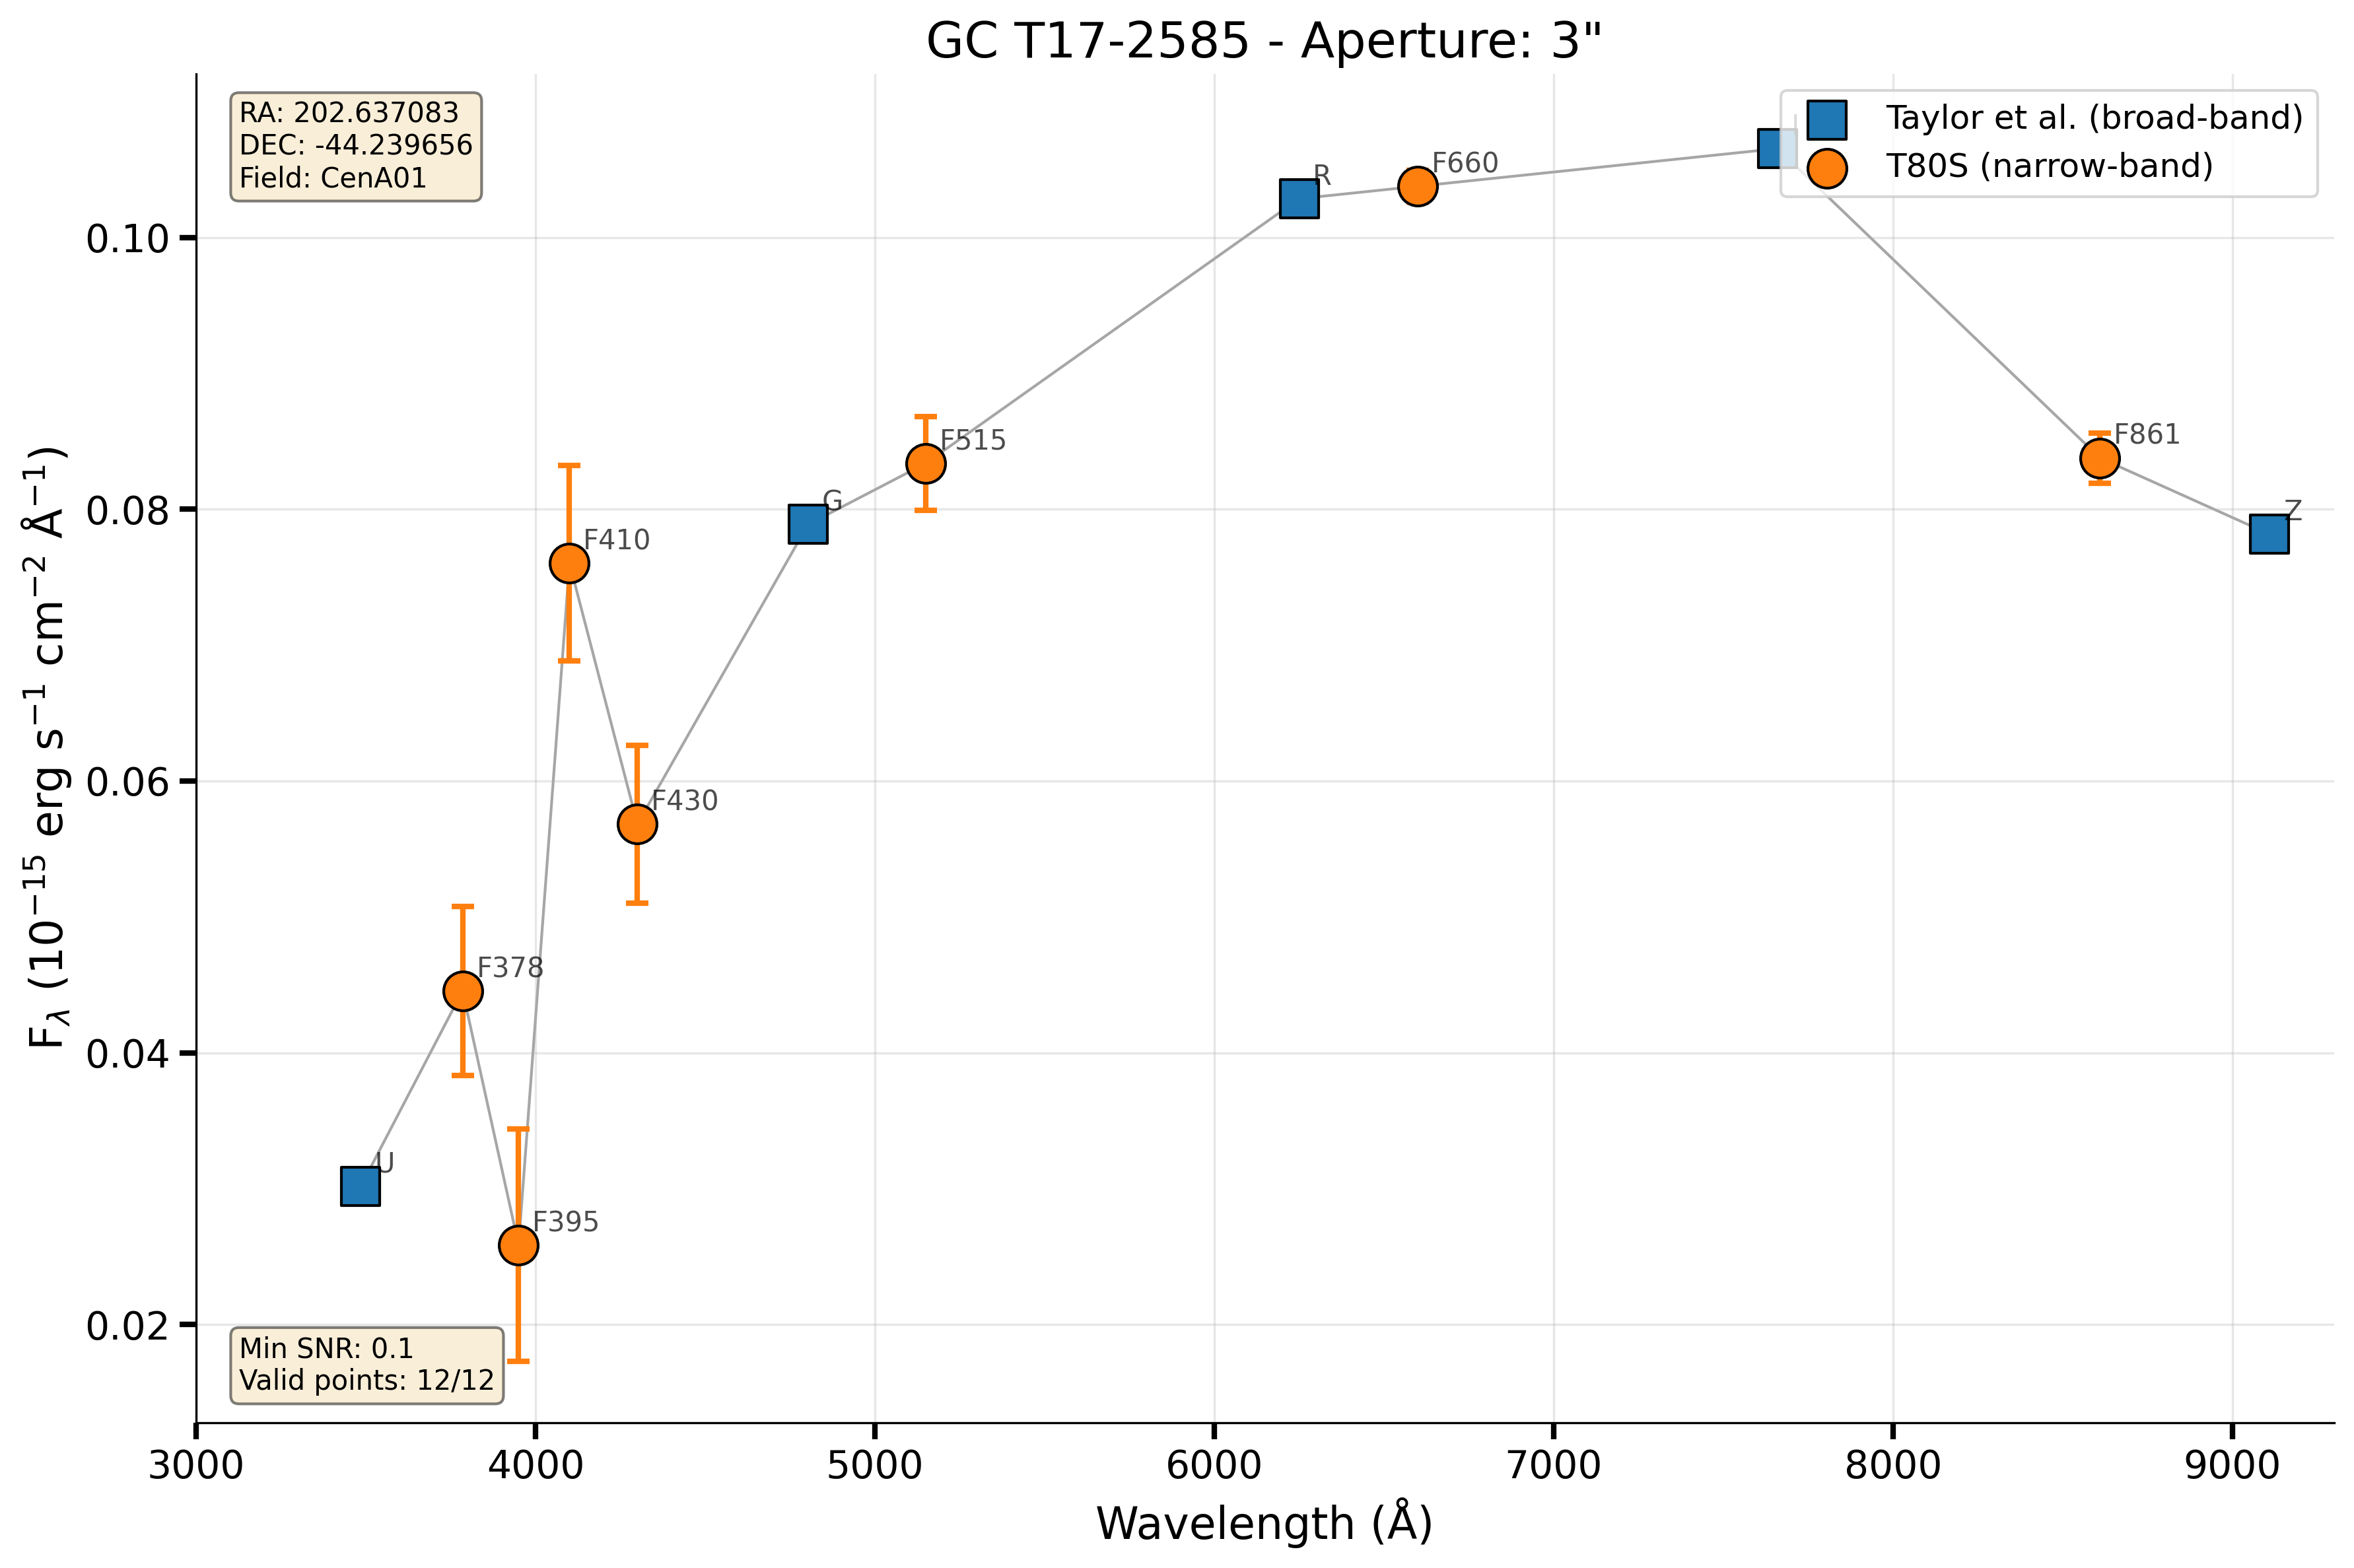 GC T17-2585 - Aperture: 3"
RA: 202.637083
DEC: -44.239656
Field: CenA01
Taylor et al. (broad-band)
T80S (narrow-band)
R
F660
F515
F861
G
Z
F410
F430
F378
U
F395
Min SNR: 0.1
Valid points: 12/12
0.10
0.08
0.06
0.04
0.02
F_λ (10⁻¹⁵ erg s⁻¹ cm⁻² Å⁻¹)
3000 4000 5000 6000 7000 8000 9000
Wavelength (Å)